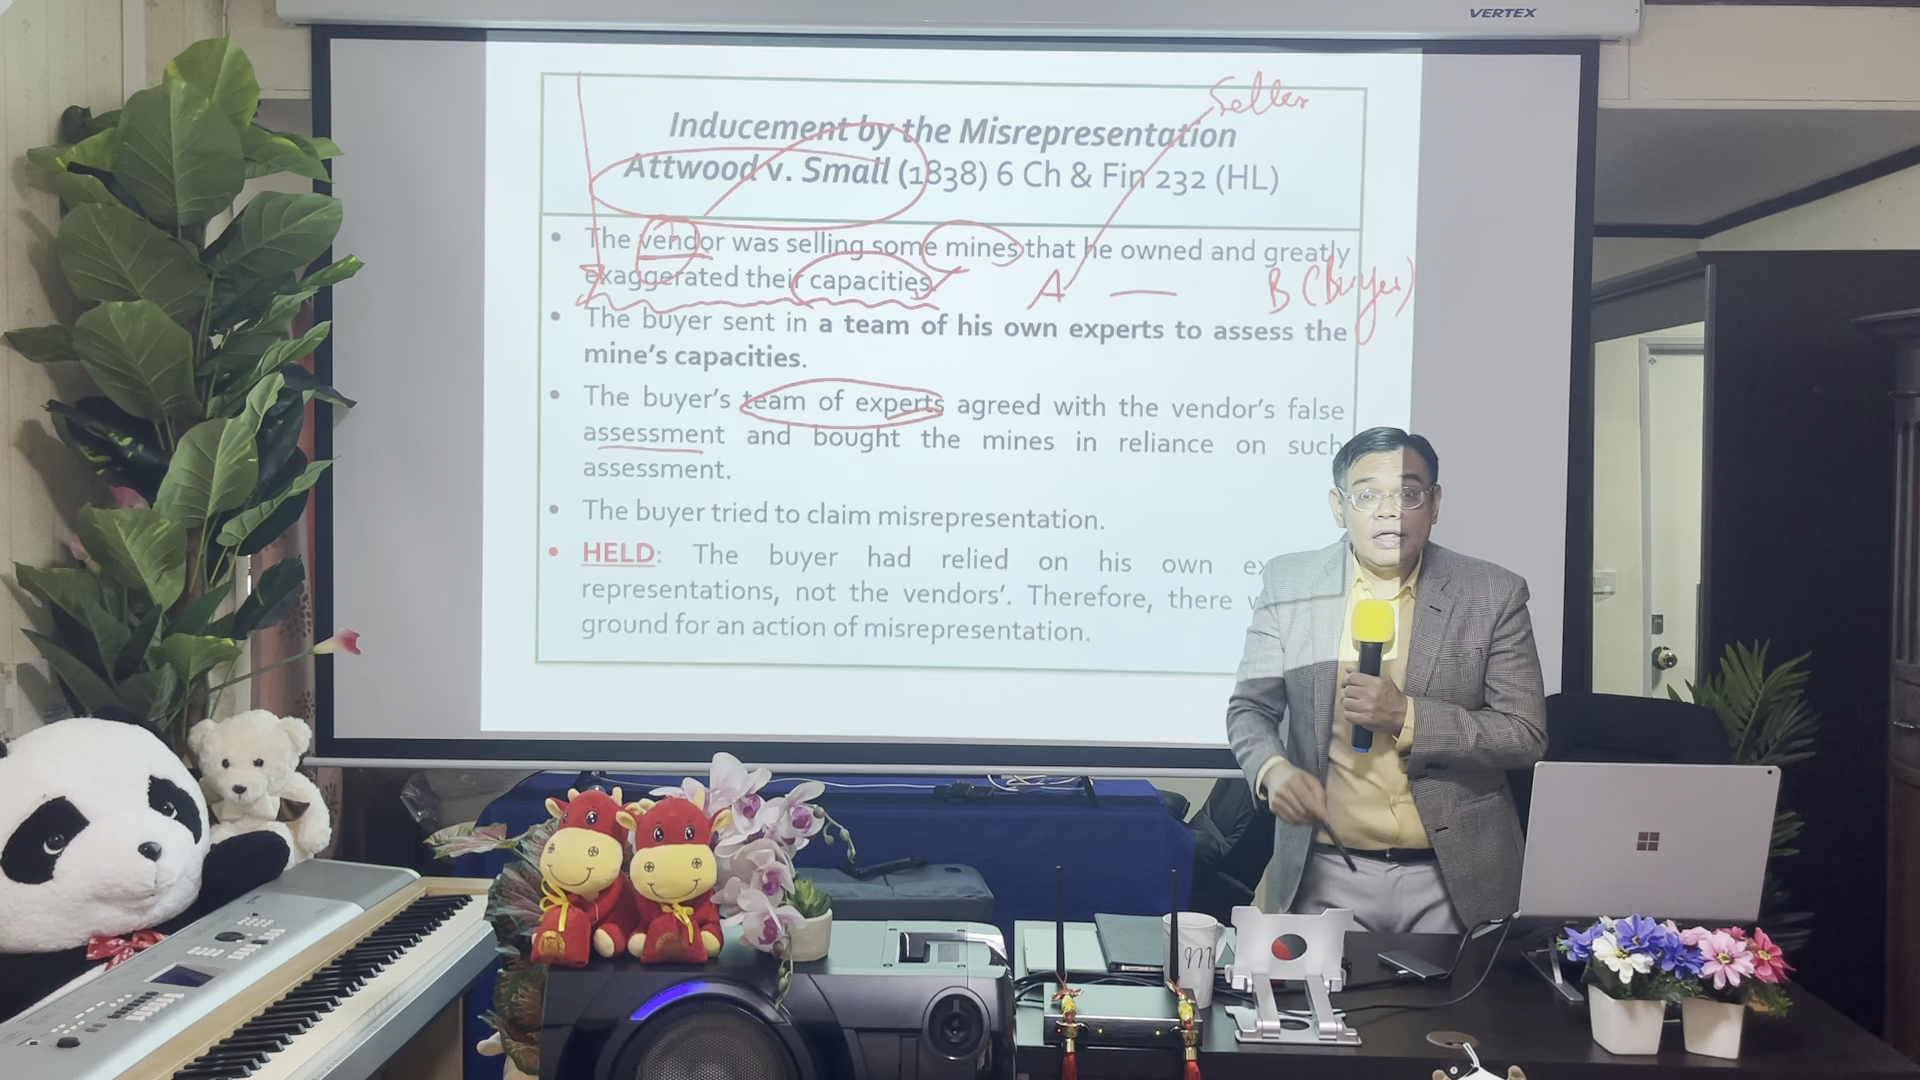 VERTEX
Seller
Inducement by the Misrepresentation
Attwood v. Small (1838) 6 Ch & Fin 232 (HL)
• The vendor was selling some mines that he owned and greatly
exaggerated their capacities.
A — B (Buyer)
• The buyer sent in a team of his own experts to assess the
mine's capacities.
• The buyer's team of experts agreed with the vendor's false
assessment and bought the mines in reliance on such
assessment.
• The buyer tried to claim misrepresentation.
• HELD: The buyer had relied on his own
representations, not the vendors'. Therefore, there
ground for an action of misrepresentation.